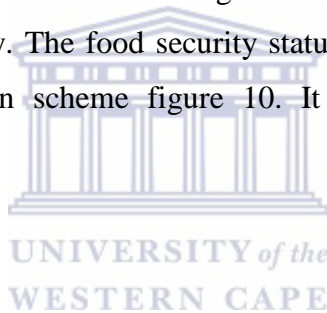 y. The food security statu
n scheme figure 10. It
UNIVERSITY of the
WESTERN CAPE